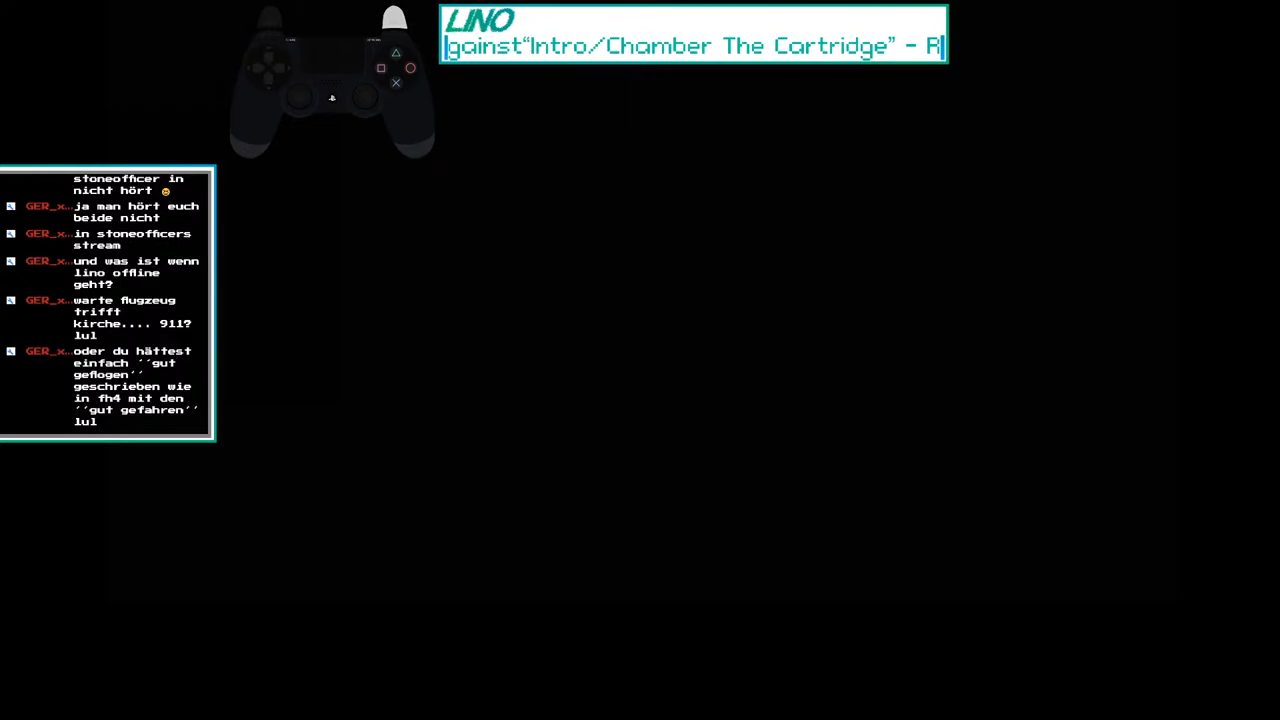 LINO
gainst“Intro/Chamber The Cartridge” - R
stoneofficer in
nicht hört 😊
GER_x... ja man hört euch
beide nicht
GER_x... in stoneofficers
stream
GER_x... und was ist wenn
lino offline
geht?
GER_x... warte flugzeug
trifft
kirche.... 911?
lul
GER_x... oder du hättest
einfach ´´gut
geflogen´´
geschrieben wie
in fh4 mit den
´´gut gefahren´´
lul